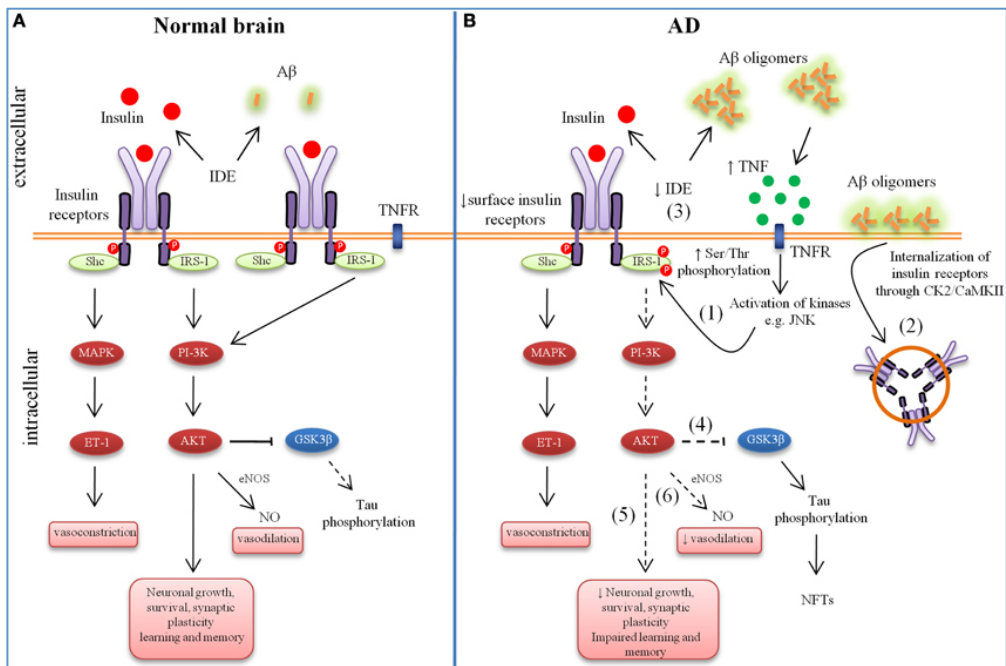 A
Normal brain
extracellular
intracellular
Aβ
Insulin
IDE
Insulin
receptors
TNFR
P
P
P
P
Shc
IRS-1
Shc
IRS-1
MAPK
PI-3K
ET-1
AKT
GSK3β
eNOS
Tau
phosphorylation
NO
vasoconstriction
vasodilation
Neuronal growth,
survival, synaptic
plasticity
learning and memory
B
AD
Aβ oligomers
Insulin
↑ TNF
↓ IDE
(3)
↓surface insulin
receptors
Aβ oligomers
P
P
P
Shc
IRS-1
↑ Ser/Thr
phosphorylation
TNFR
Internalization of
insulin receptors
through CK2/CaMKII
(1)
Activation of kinases
e.g. JNK
(2)
MAPK
PI-3K
ET-1
AKT
(4)
GSK3β
eNOS
(6)
(5)
Tau
phosphorylation
NO
vasoconstriction
↓ vasodilation
NFTs
↓ Neuronal growth,
survival, synaptic
plasticity
Impaired learning and
memory